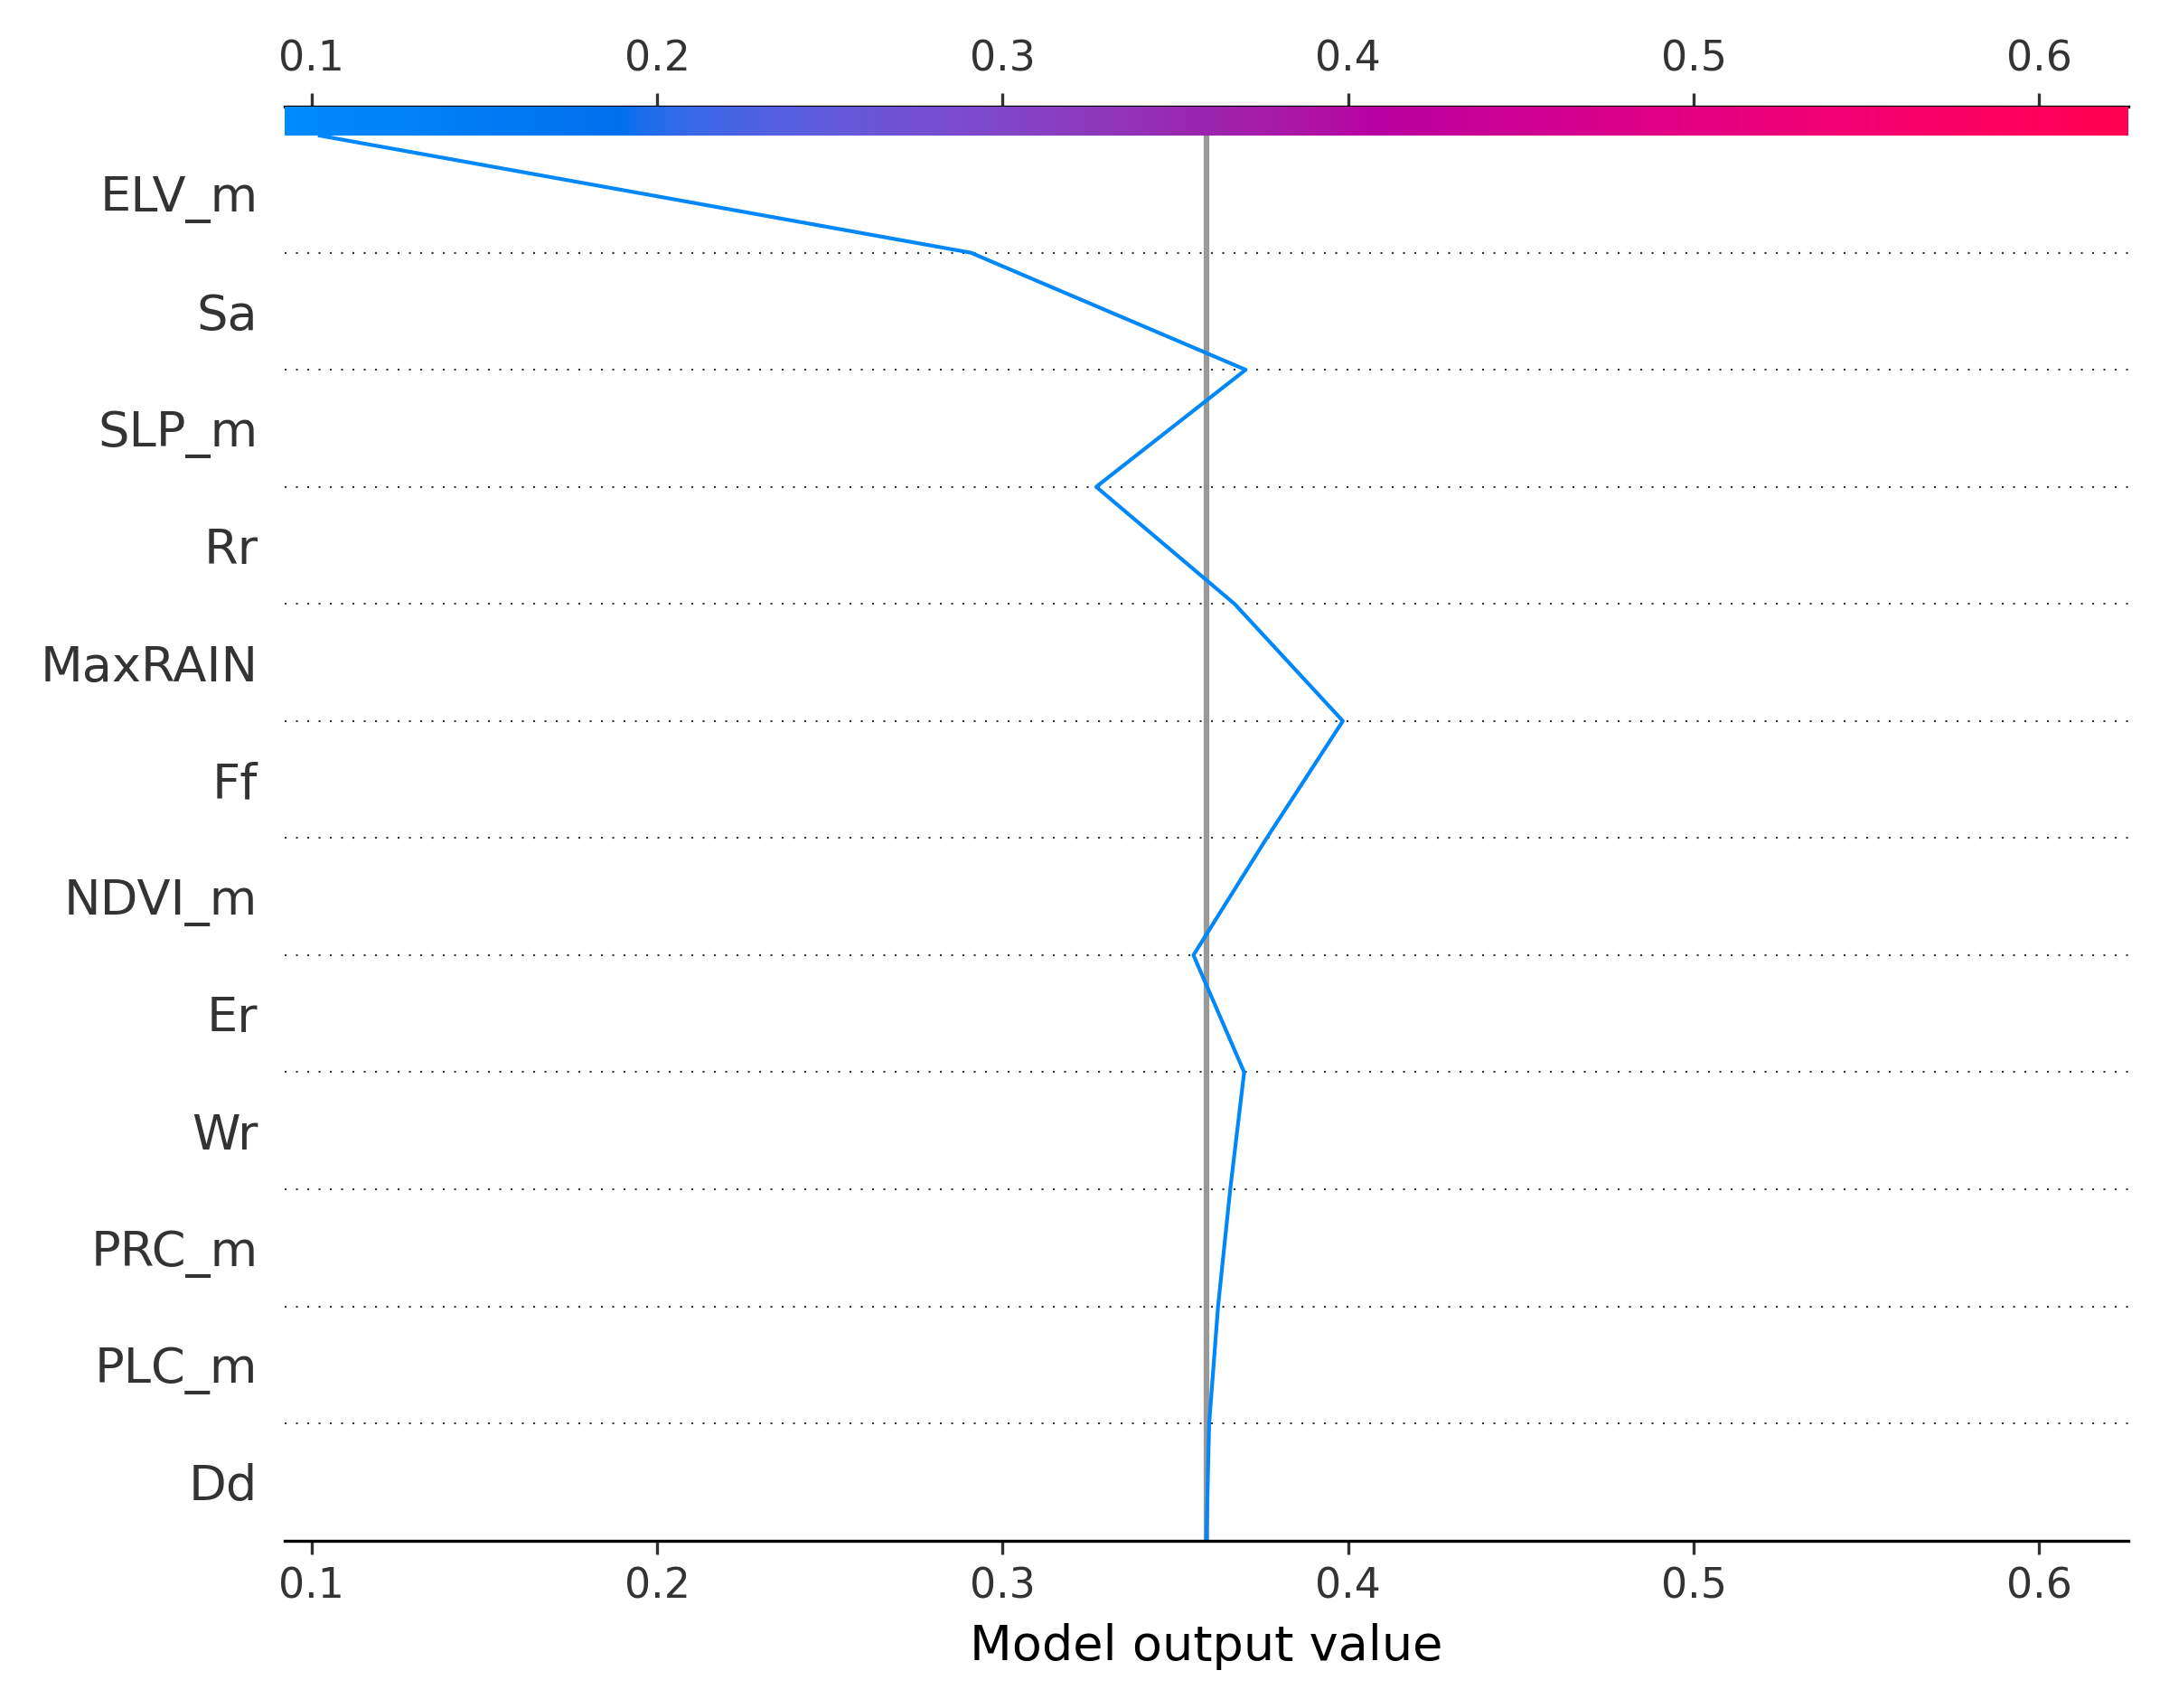 0.1 0.2 0.3 0.4 0.5 0.6
ELV_m
Sa
SLP_m
Rr
MaxRAIN
Ff
NDVI_m
Er
Wr
PRC_m
PLC_m
Dd
0.1 0.2 0.3 0.4 0.5 0.6
Model output value